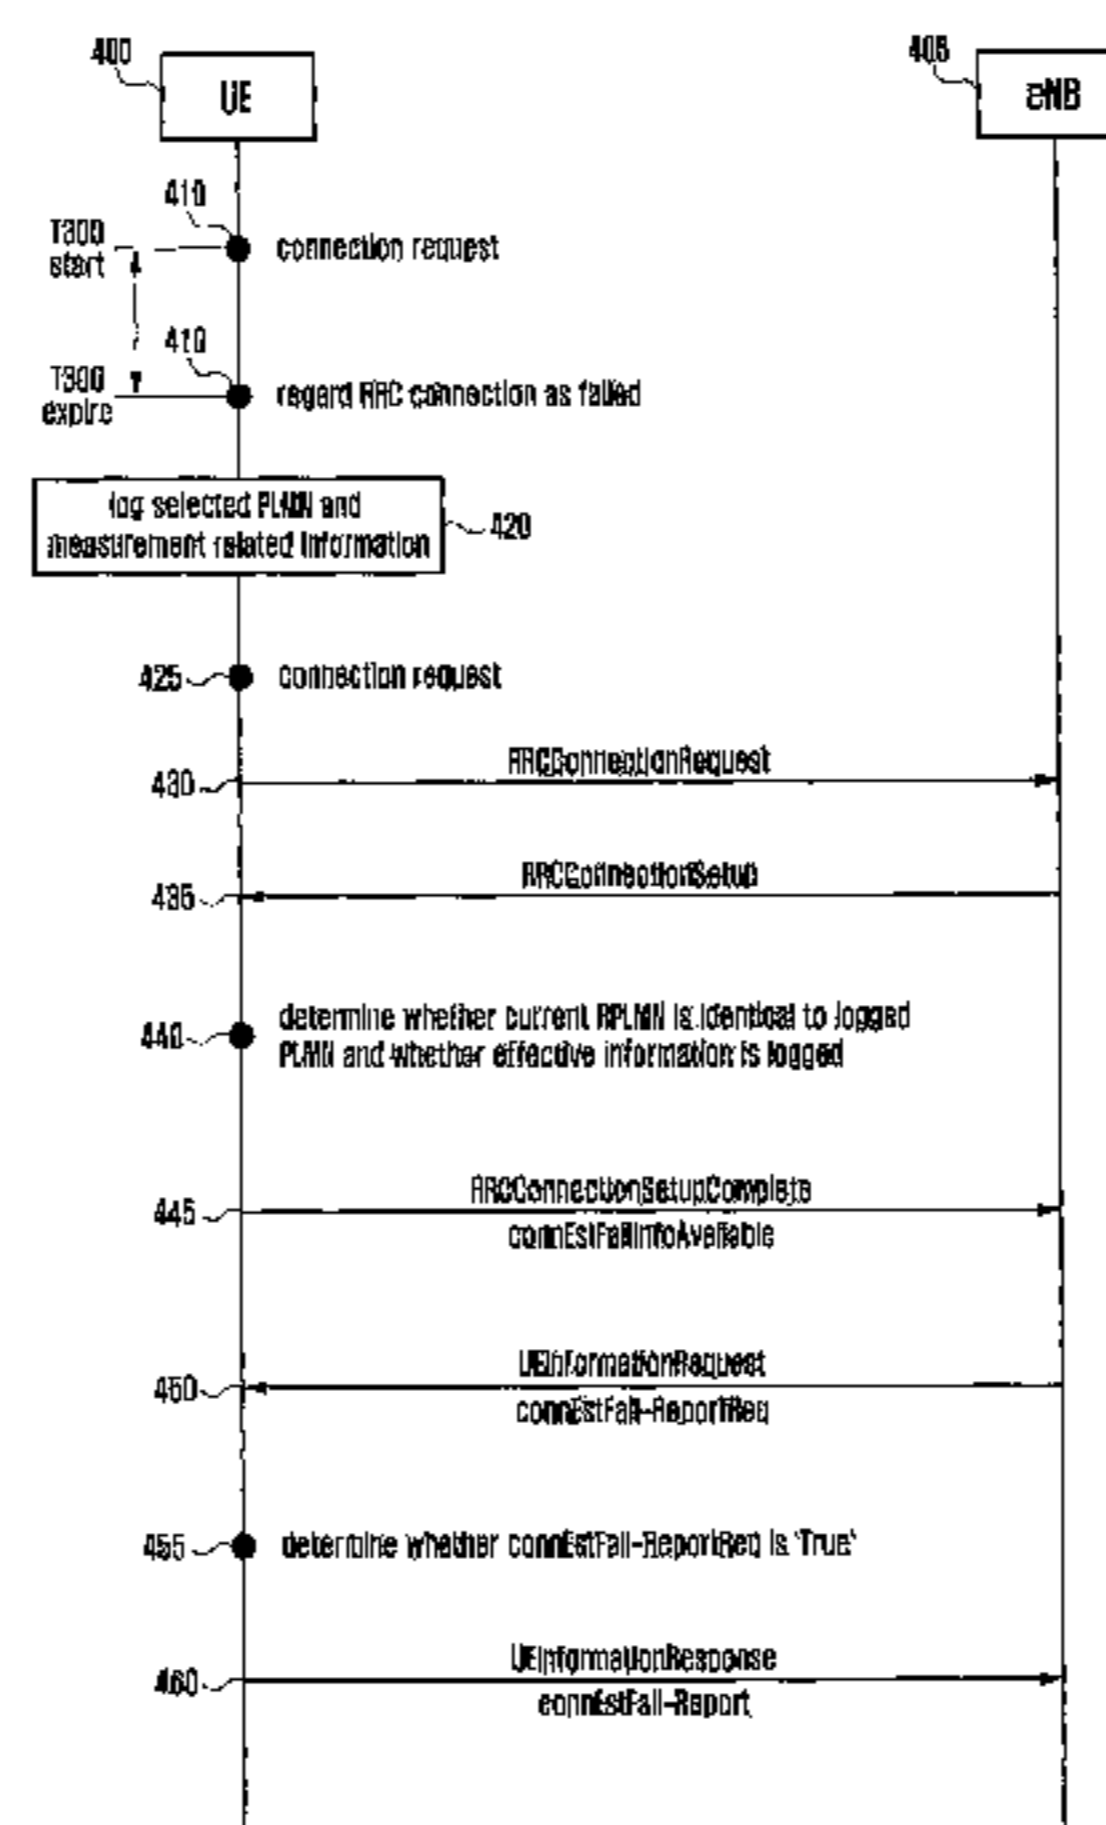 400
UE
405
eNB
410
T300
start
connection request
410
T300
expire
regard RRC connection as failed
log selected PLMN and
measurement related information
420
425
connection request
RRCConnectionRequest
430
RRCConnectionSetup
435
determine whether current RPLMN is identical to logged
PLMN and whether effective information is logged
440
RRCConnectionSetupComplete
445
connEstFailInfoAvailable
UEInformationRequest
450
connEstFail-ReportReq
455
determine whether connEstFail-ReportReq is 'True'
UEInformationResponse
460
connEstFail-Report